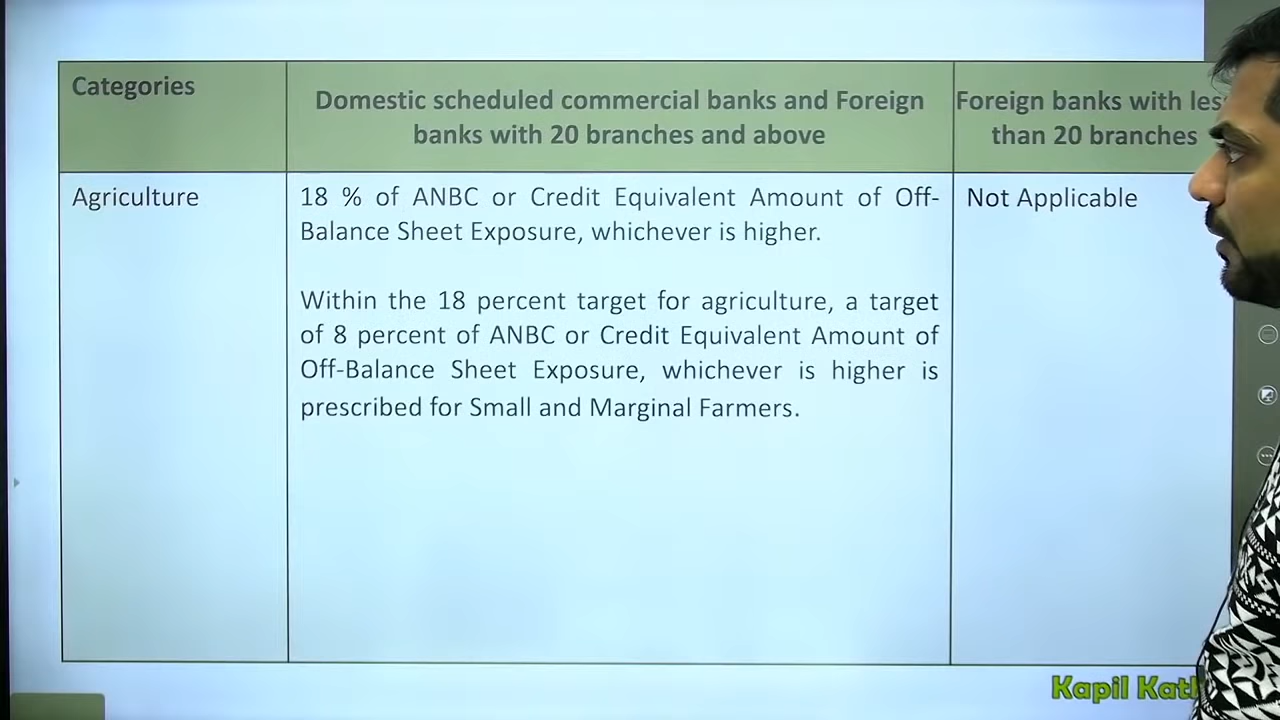 Categories
Domestic scheduled commercial banks and Foreign
banks with 20 branches and above
Foreign banks with
than 20 branches
Agriculture
18 % of ANBC or Credit Equivalent Amount of Off-
Balance Sheet Exposure, whichever is higher.
Within the 18 percent target for agriculture, a target
of 8 percent of ANBC or Credit Equivalent Amount of
Off-Balance Sheet Exposure, whichever is higher is
prescribed for Small and Marginal Farmers.
Not Applicable
Kapil